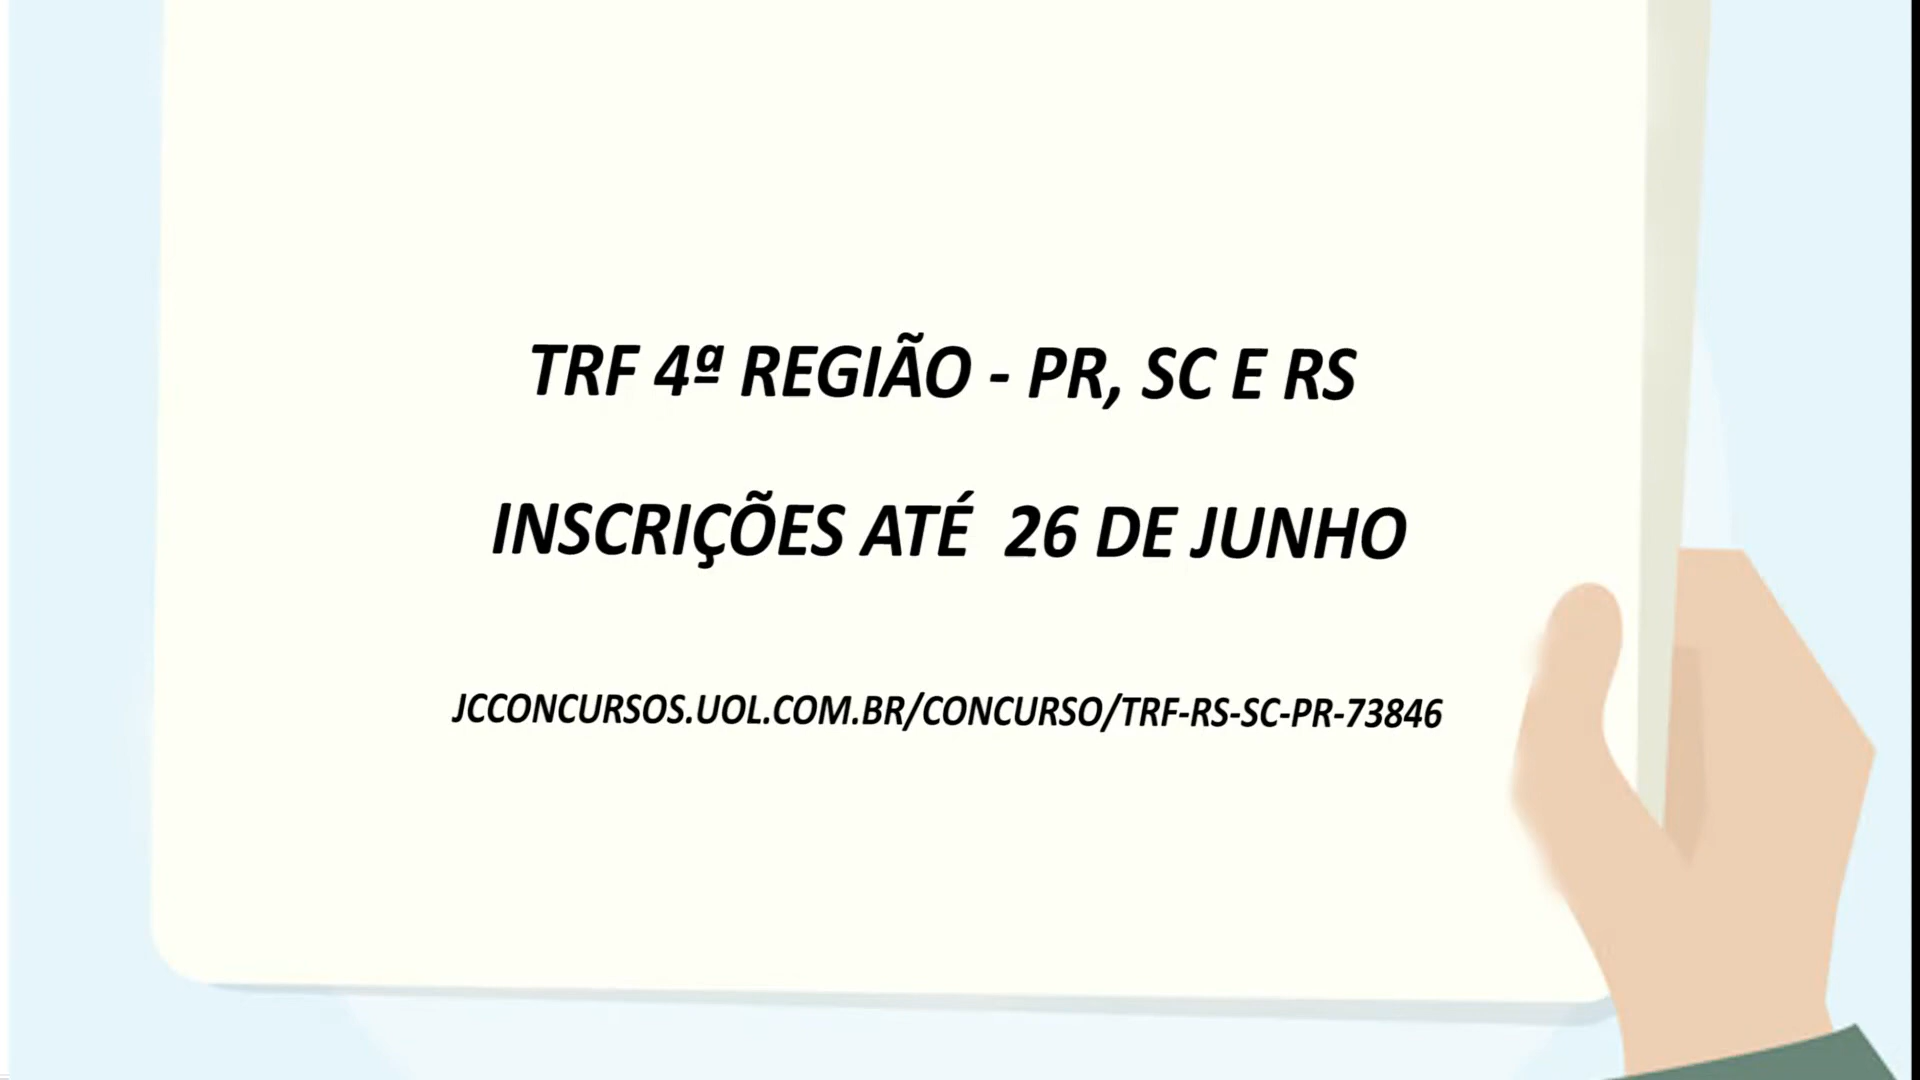 TRF 4ª REGIÃO - PR, SC E RS
INSCRIÇÕES ATÉ 26 DE JUNHO
JCCONCURSOS.UOL.COM.BR/CONCURSO/TRF-RS-SC-PR-73846